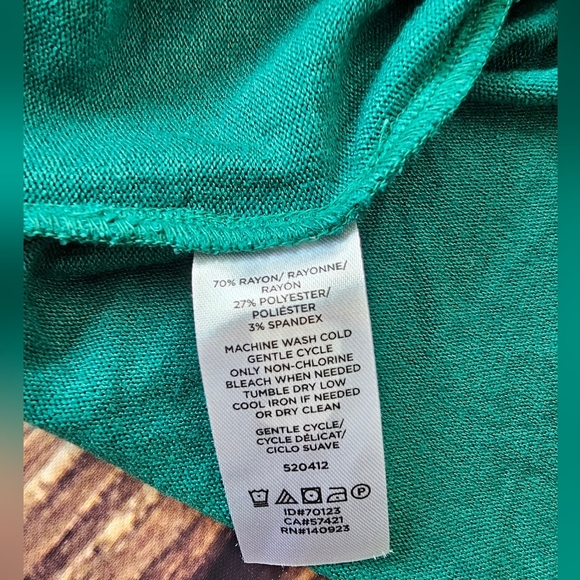 70% RAYON/ RAYONNE/
RAYÓN
27% POLYESTER/
POLIÉSTER
3% SPANDEX
MACHINE WASH COLD
GENTLE CYCLE
ONLY NON-CHLORINE
BLEACH WHEN NEEDED
TUMBLE DRY LOW
COOL IRON IF NEEDED
OR DRY CLEAN
GENTLE CYCLE/
CYCLE DÉLICAT/
CICLO SUAVE
520412
P
ID#70123
CA#57421
RN#140923